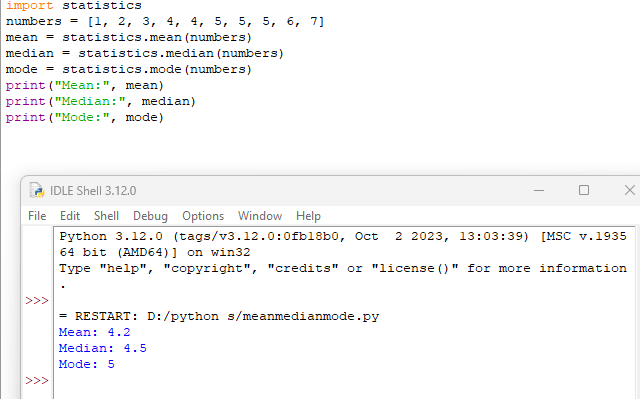 import statistics
numbers = [1, 2, 3, 4, 4, 5, 5, 5, 6, 7]
mean = statistics.mean(numbers)
median = statistics.median(numbers)
mode = statistics.mode(numbers)
print("Mean:", mean)
print("Median:", median)
print("Mode:", mode)
IDLE Shell 3.12.0
File Edit Shell Debug Options Window Help
Python 3.12.0 (tags/v3.12.0:0fb18b0, Oct  2 2023, 13:03:39) [MSC v.1935
64 bit (AMD64)] on win32
Type "help", "copyright", "credits" or "license()" for more information
.
>>>
= RESTART: D:/python s/meanmedianmode.py
Mean: 4.2
Median: 4.5
Mode: 5
>>>